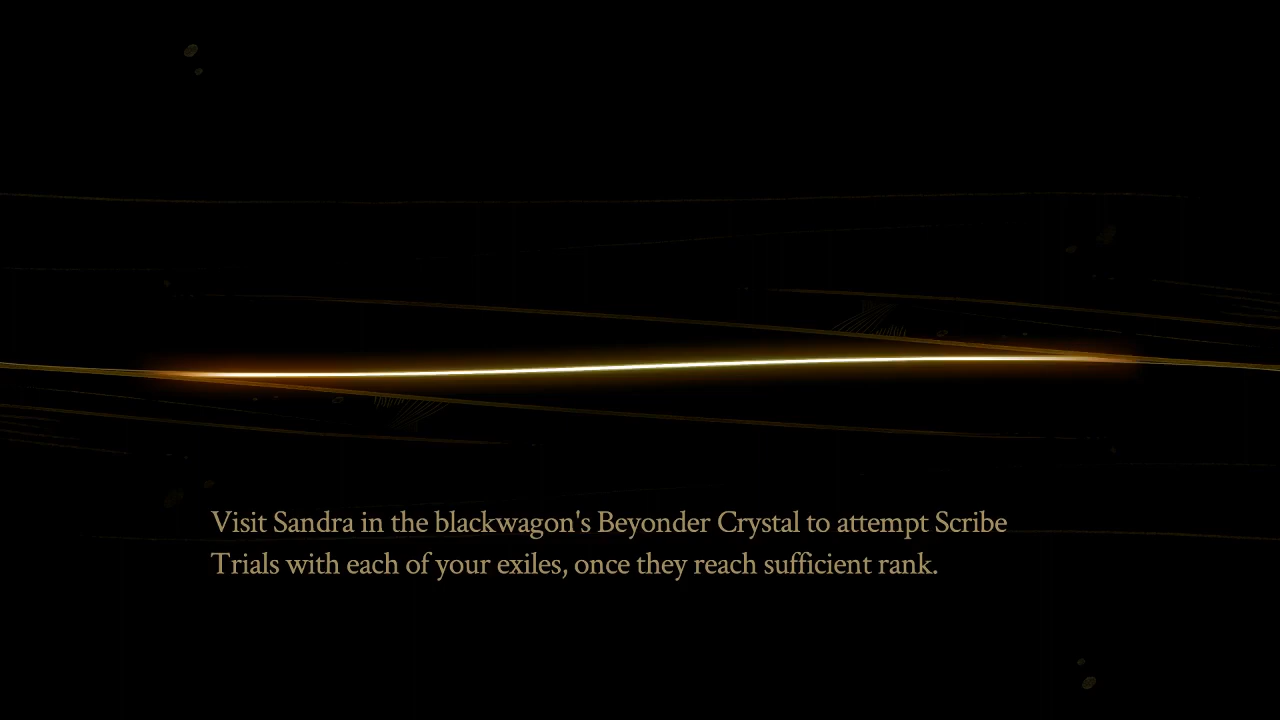 Visit Sandra in the blackwagon's Beyonder Crystal to attempt Scribe
Trials with each of your exiles, once they reach sufficient rank.